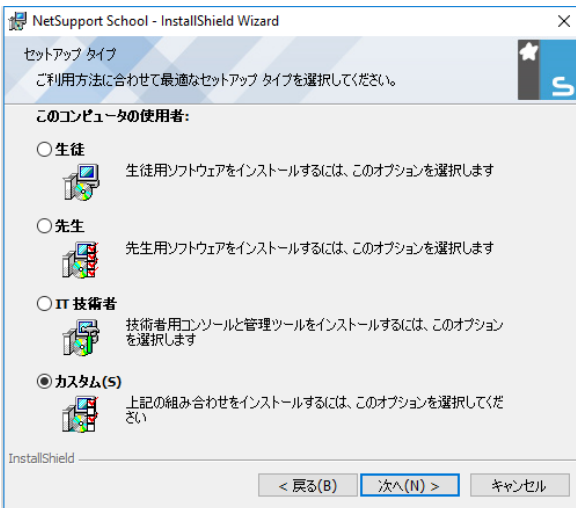 NetSupport School - InstallShield Wizard
セットアップ タイプ
ご利用方法に合わせて最適なセットアップ タイプを選択してください。
S
このコンピュータの使用者:
生徒
生徒用ソフトウェアをインストールするには、このオプションを選択します
先生
先生用ソフトウェアをインストールするには、このオプションを選択します
IT 技術者
技術者用コンソールと管理ツールをインストールするには、このオプション
を選択します
カスタム(S)
上記の組み合わせをインストールするには、このオプションを選択してくだ
さい
InstallShield
< 戻る(B) 次へ(N) > キャンセル